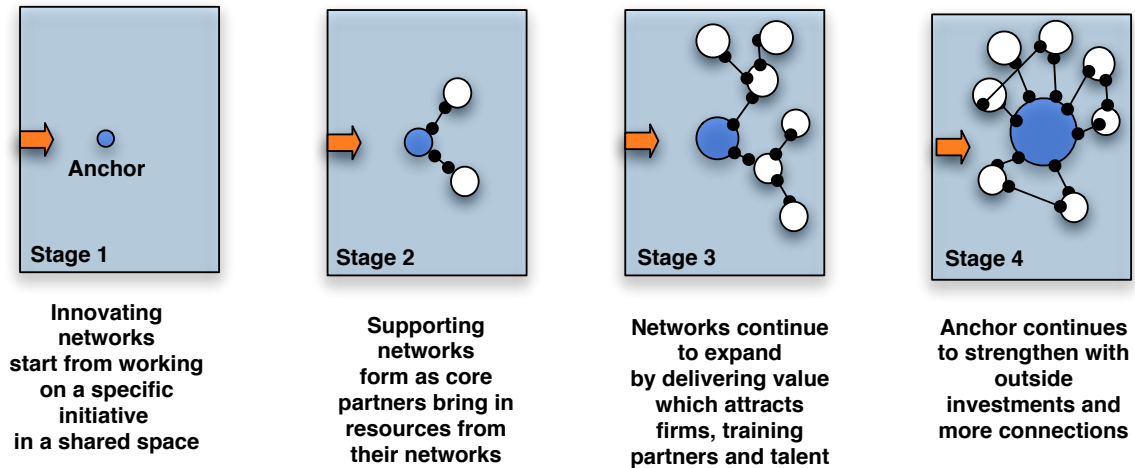 Anchor
Stage 1
Innovating
networks
start from working
on a specific
initiative
in a shared space
Stage 2
Supporting
networks
form as core
partners bring in
resources from
their networks
Stage 3
Networks continue
to expand
by delivering value
which attracts
firms, training
partners and talent
Stage 4
Anchor continues
to strengthen with
outside
investments and
more connections